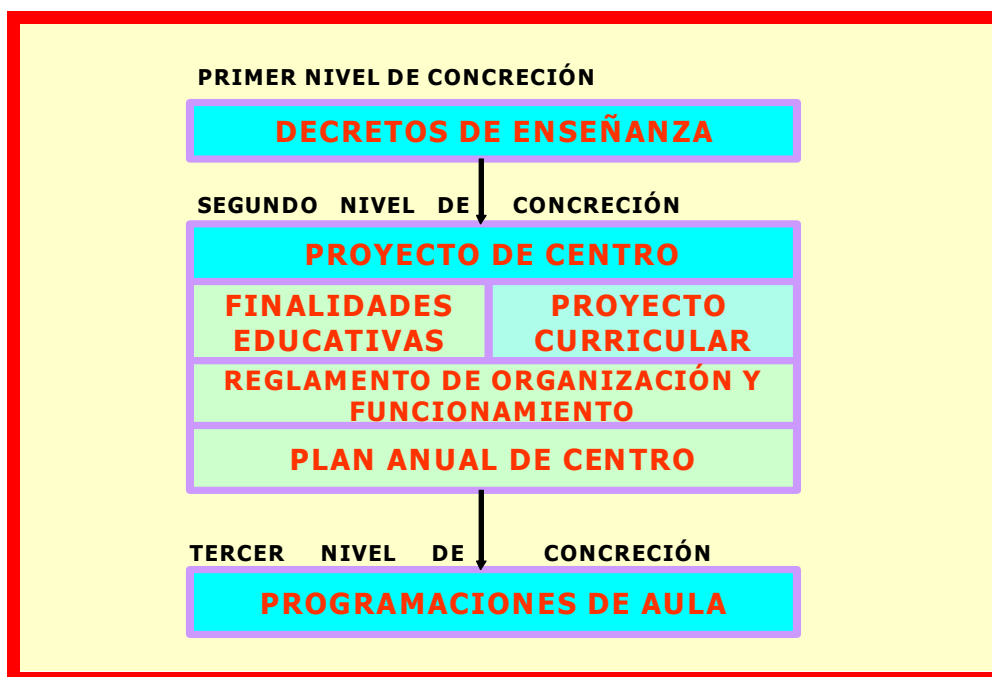 PRIMER NIVEL DE CONCRECIÓN
DECRETOS DE ENSEÑANZA
SEGUNDO NIVEL DE CONCRECIÓN
PROYECTO DE CENTRO
FINALIDADES
EDUCATIVAS
PROYECTO
CURRICULAR
REGLAMENTO DE ORGANIZACIÓN Y
FUNCIONAMIENTO
PLAN ANUAL DE CENTRO
TERCER NIVEL DE CONCRECIÓN
PROGRAMACIONES DE AULA